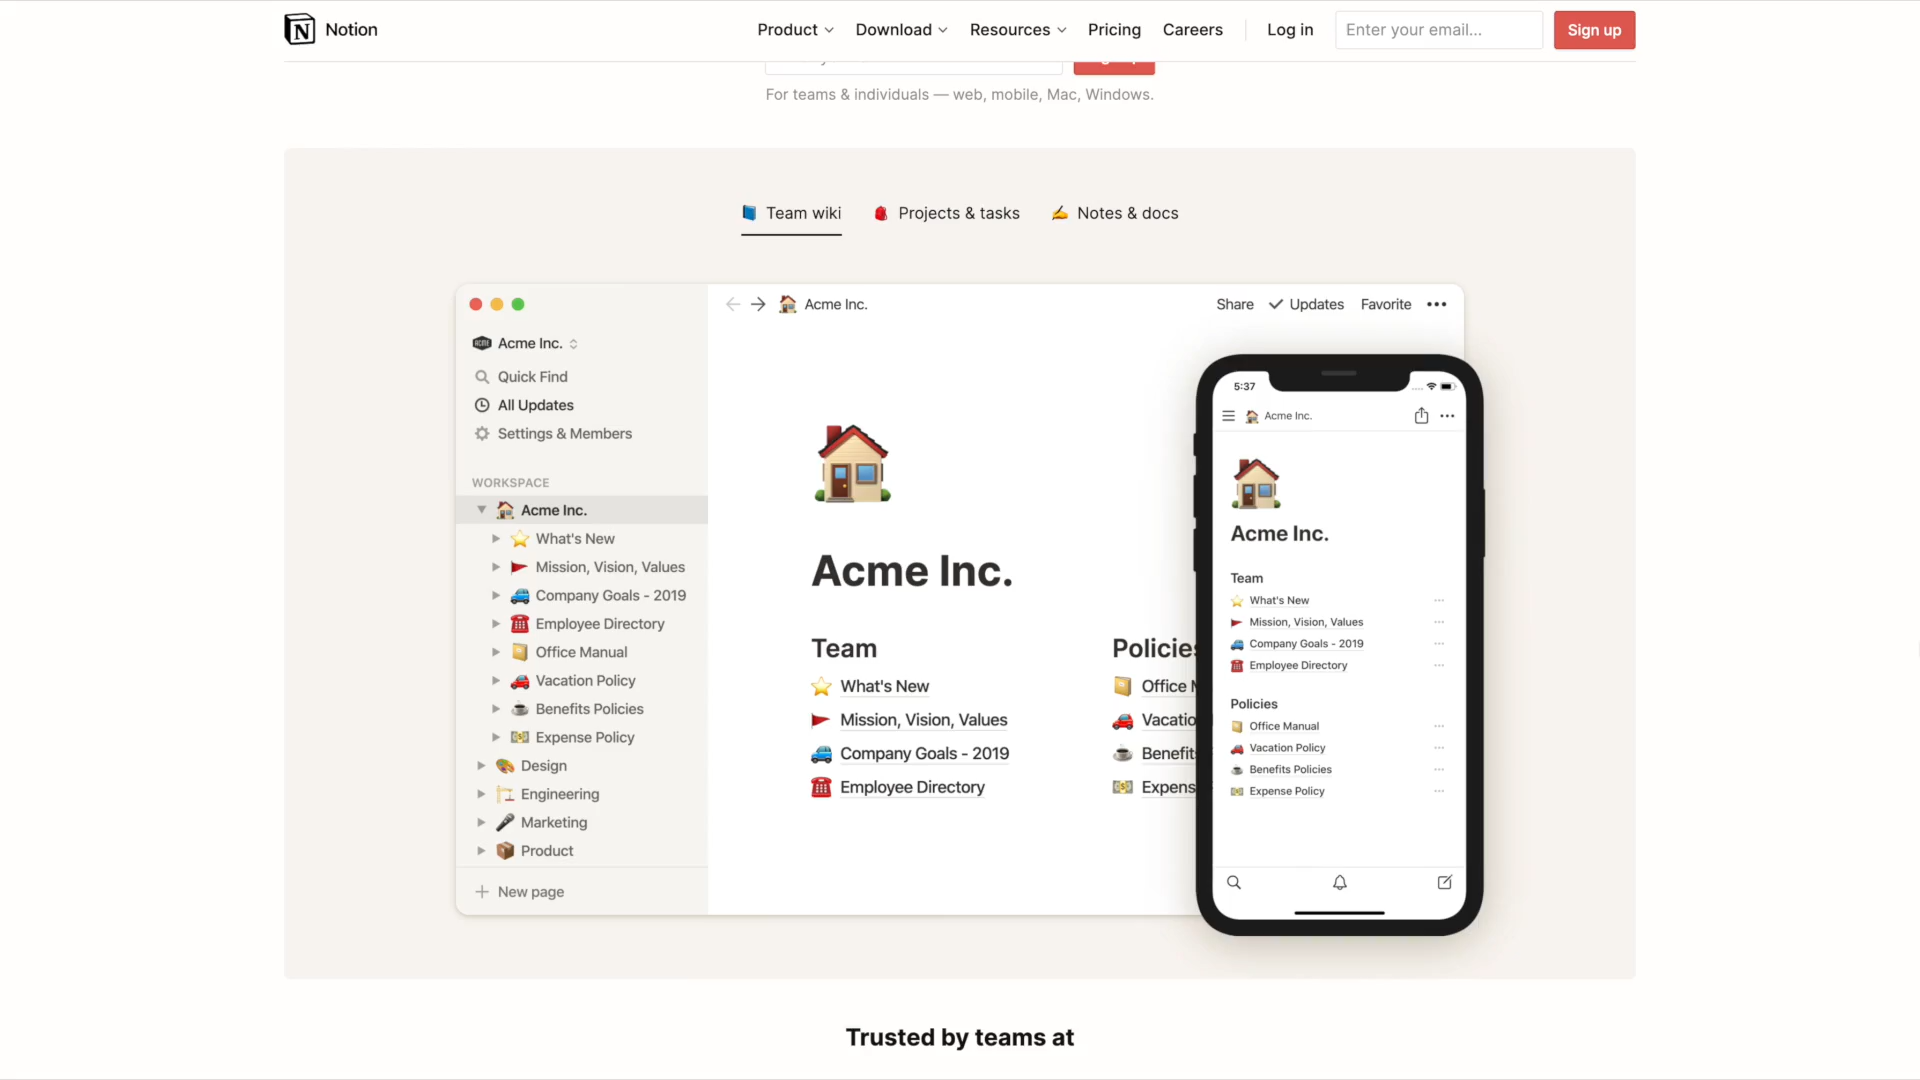 Notion
Product
Download
Resources
Pricing
Careers
Log in
Enter your email...
Sign up
For teams & individuals — web, mobile, Mac, Windows.
Team wiki
Projects & tasks
Notes & docs
Acme Inc.
Share
Updates
Favorite
Acme Inc.
Quick Find
All Updates
Settings & Members
WORKSPACE
Acme Inc.
What's New
Mission, Vision, Values
Company Goals - 2019
Employee Directory
Office Manual
Vacation Policy
Benefits Policies
Expense Policy
Design
Engineering
Marketing
Product
New page
Acme Inc.
Team
What's New
Mission, Vision, Values
Company Goals - 2019
Employee Directory
Policies
Office
5:37
Acme Inc.
Acme Inc.
Team
What's New
Mission, Vision, Values
Company Goals - 2019
Employee Directory
Policies
Office Manual
Vacation Policy
Benefits Policies
Expense Policy
Trusted by teams at